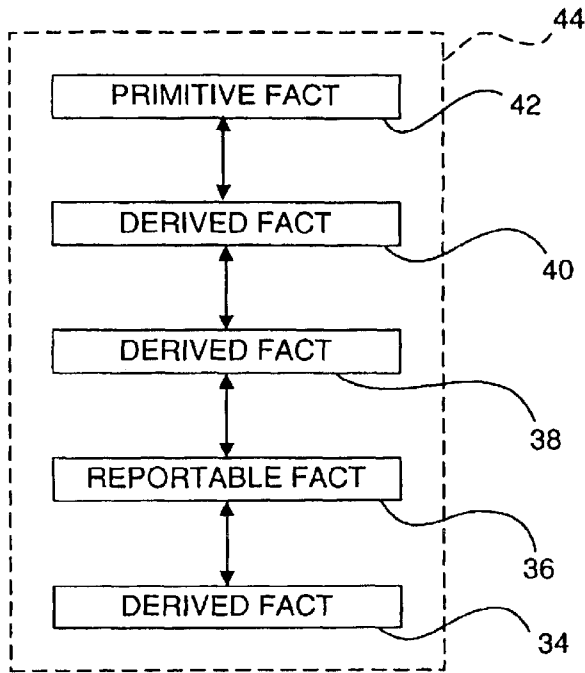 44
PRIMITIVE FACT
42
DERIVED FACT
40
DERIVED FACT
38
REPORTABLE FACT
36
DERIVED FACT
34